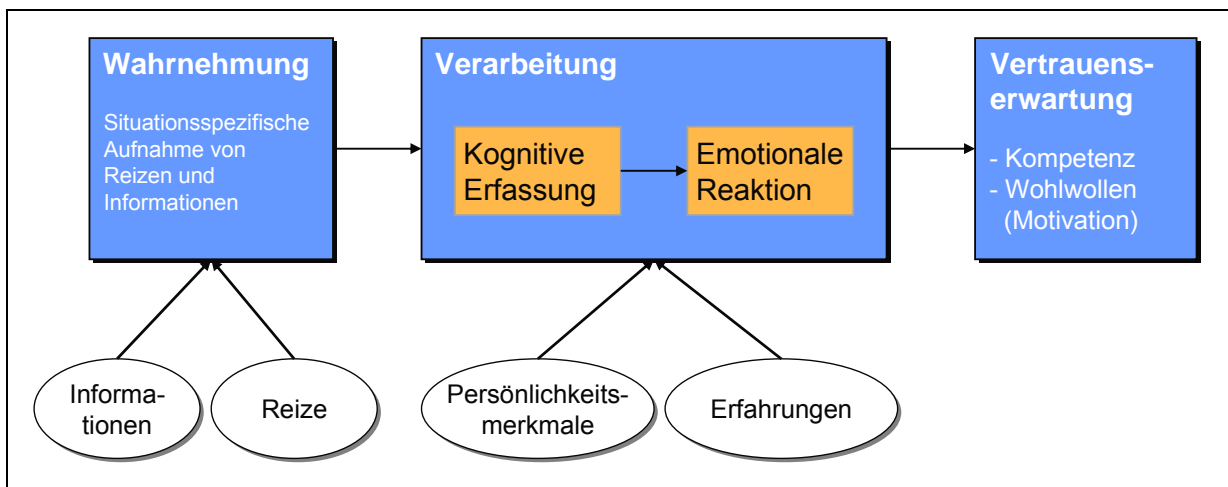 Wahrnehmung
Situationsspezifische
Aufnahme von
Reizen und
Informationen
Verarbeitung
Kognitive
Erfassung
Emotionale
Reaktion
Vertrauens-
erwartung
- Kompetenz
- Wohlwollen
(Motivation)
Informa-
tionen
Reize
Persönlichkeits-
merkmale
Erfahrungen